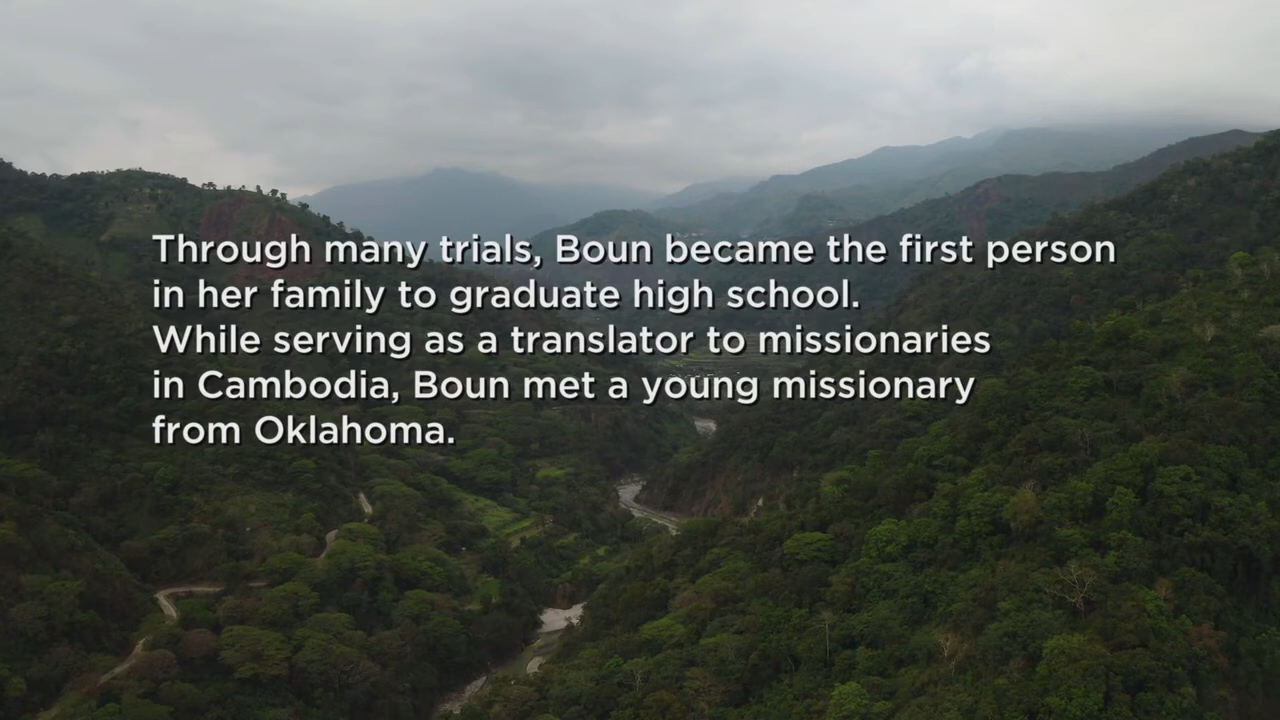 Through many trials, Boun became the first person
in her family to graduate high school.
While serving as a translator to missionaries
in Cambodia, Boun met a young missionary
from Oklahoma.